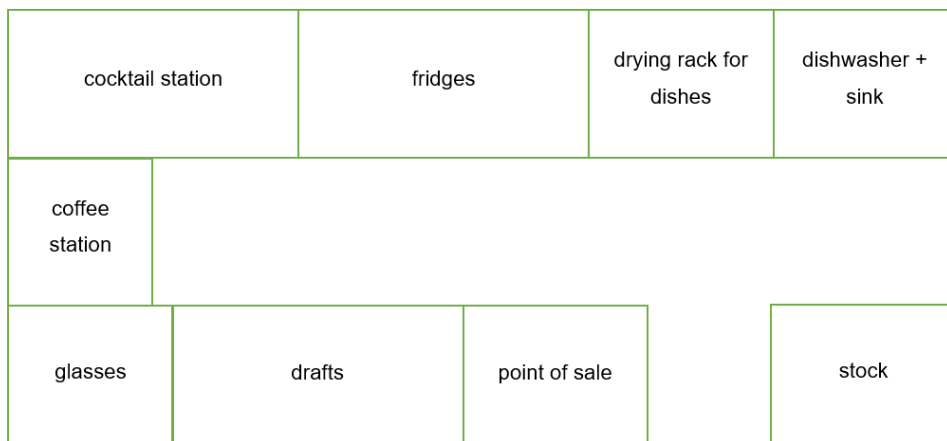 cocktail station
fridges
drying rack for
dishes
dishwasher +
sink
coffee
station
glasses
drafts
point of sale
stock